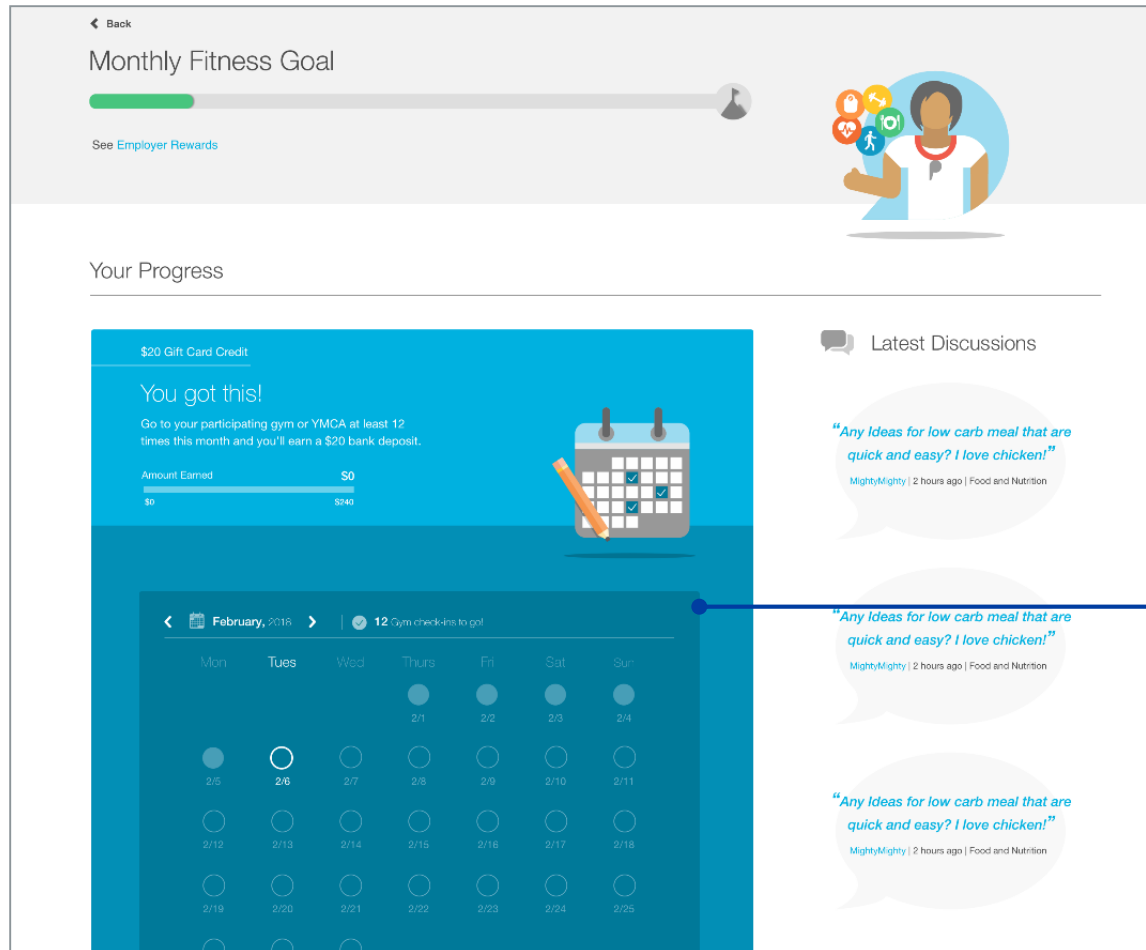 Back
Monthly Fitness Goal
See Employer Rewards
Your Progress
$20 Gift Card Credit
You got this!
Go to your participating gym or YMCA at least 12
times this month and you'll earn a $20 bank deposit.
Amount Earned $0
$0 $240
February, 2018 | 12 Gym check-ins to go!
Mon Tues Wed Thurs Fri Sat Sun
2/1 2/2 2/3 2/4
2/5 2/6 2/7 2/8 2/9 2/10 2/11
2/12 2/13 2/14 2/15 2/16 2/17 2/18
2/19 2/20 2/21 2/22 2/23 2/24 2/25
Latest Discussions
“Any Ideas for low carb meal that are
quick and easy? I love chicken!”
MightyMighty | 2 hours ago | Food and Nutrition
“Any Ideas for low carb meal that are
quick and easy? I love chicken!”
MightyMighty | 2 hours ago | Food and Nutrition
“Any Ideas for low carb meal that are
quick and easy? I love chicken!”
MightyMighty | 2 hours ago | Food and Nutrition